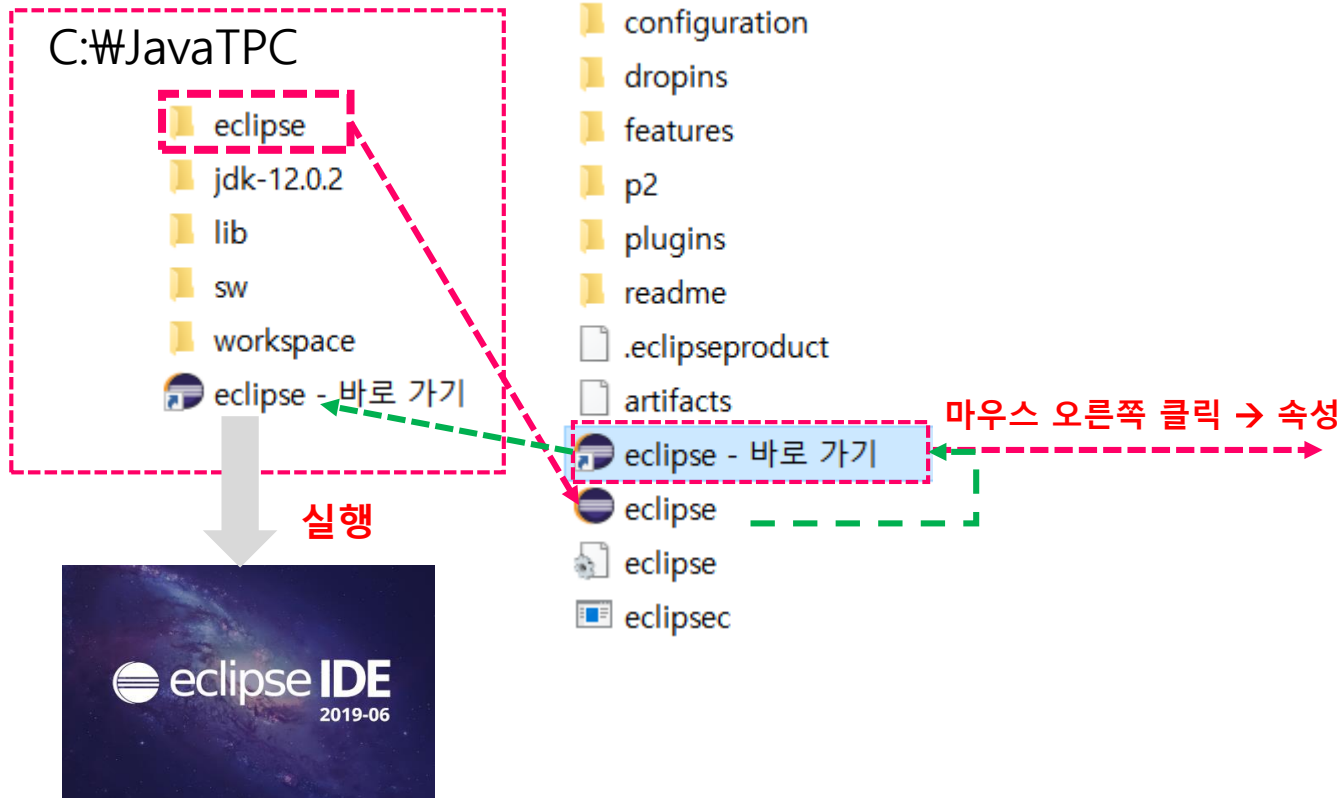 C:₩JavaTPC
eclipse
jdk-12.0.2
lib
sw
workspace
eclipse - 바로 가기
실행
eclipse IDE
2019-06
configuration
dropins
features
p2
plugins
readme
.eclipseproduct
artifacts
eclipse - 바로 가기
eclipse
eclipse
eclipsec
마우스 오른쪽 클릭 → 속성